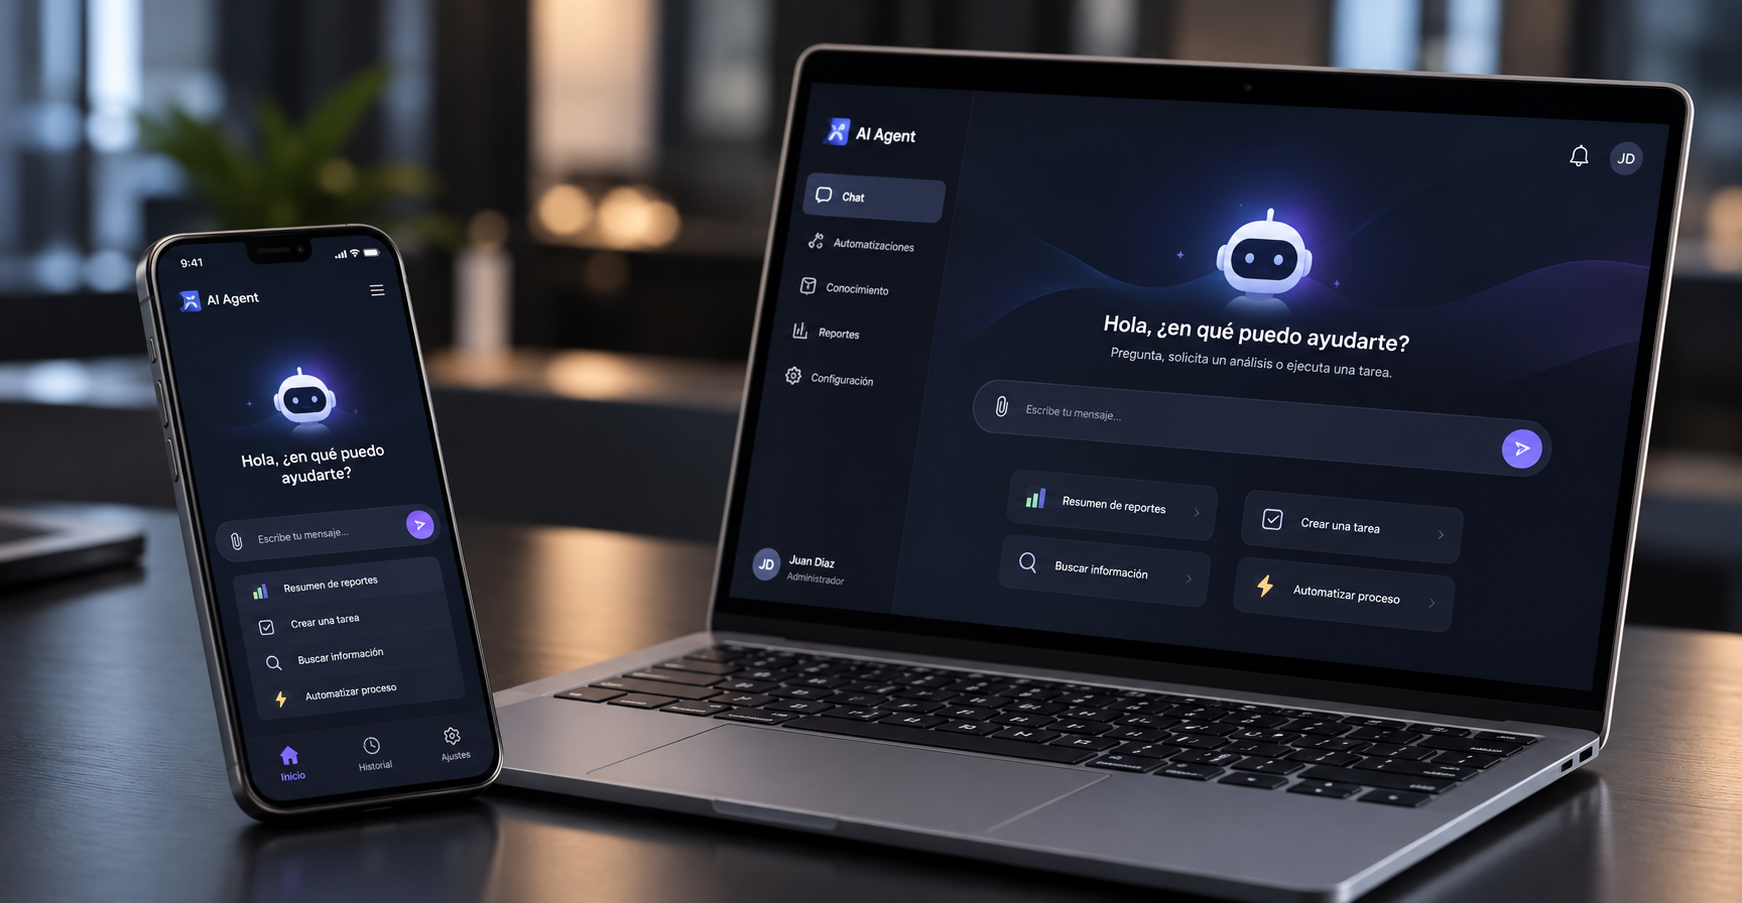 9:41
AI Agent
Hola, ¿en qué puedo
ayudarte?
Escribe tu mensaje...
Resumen de reportes
Crear una tarea
Buscar información
Automatizar proceso
Inicio
Historial
Ajustes
AI Agent
Chat
Automatizaciones
Conocimiento
Reportes
Configuración
JD
Juan Diaz
Administrador
JD
Hola, ¿en qué puedo ayudarte?
Pregunta, solicita un análisis o ejecuta una tarea.
Escribe tu mensaje...
Resumen de reportes
Crear una tarea
Buscar información
Automatizar proceso